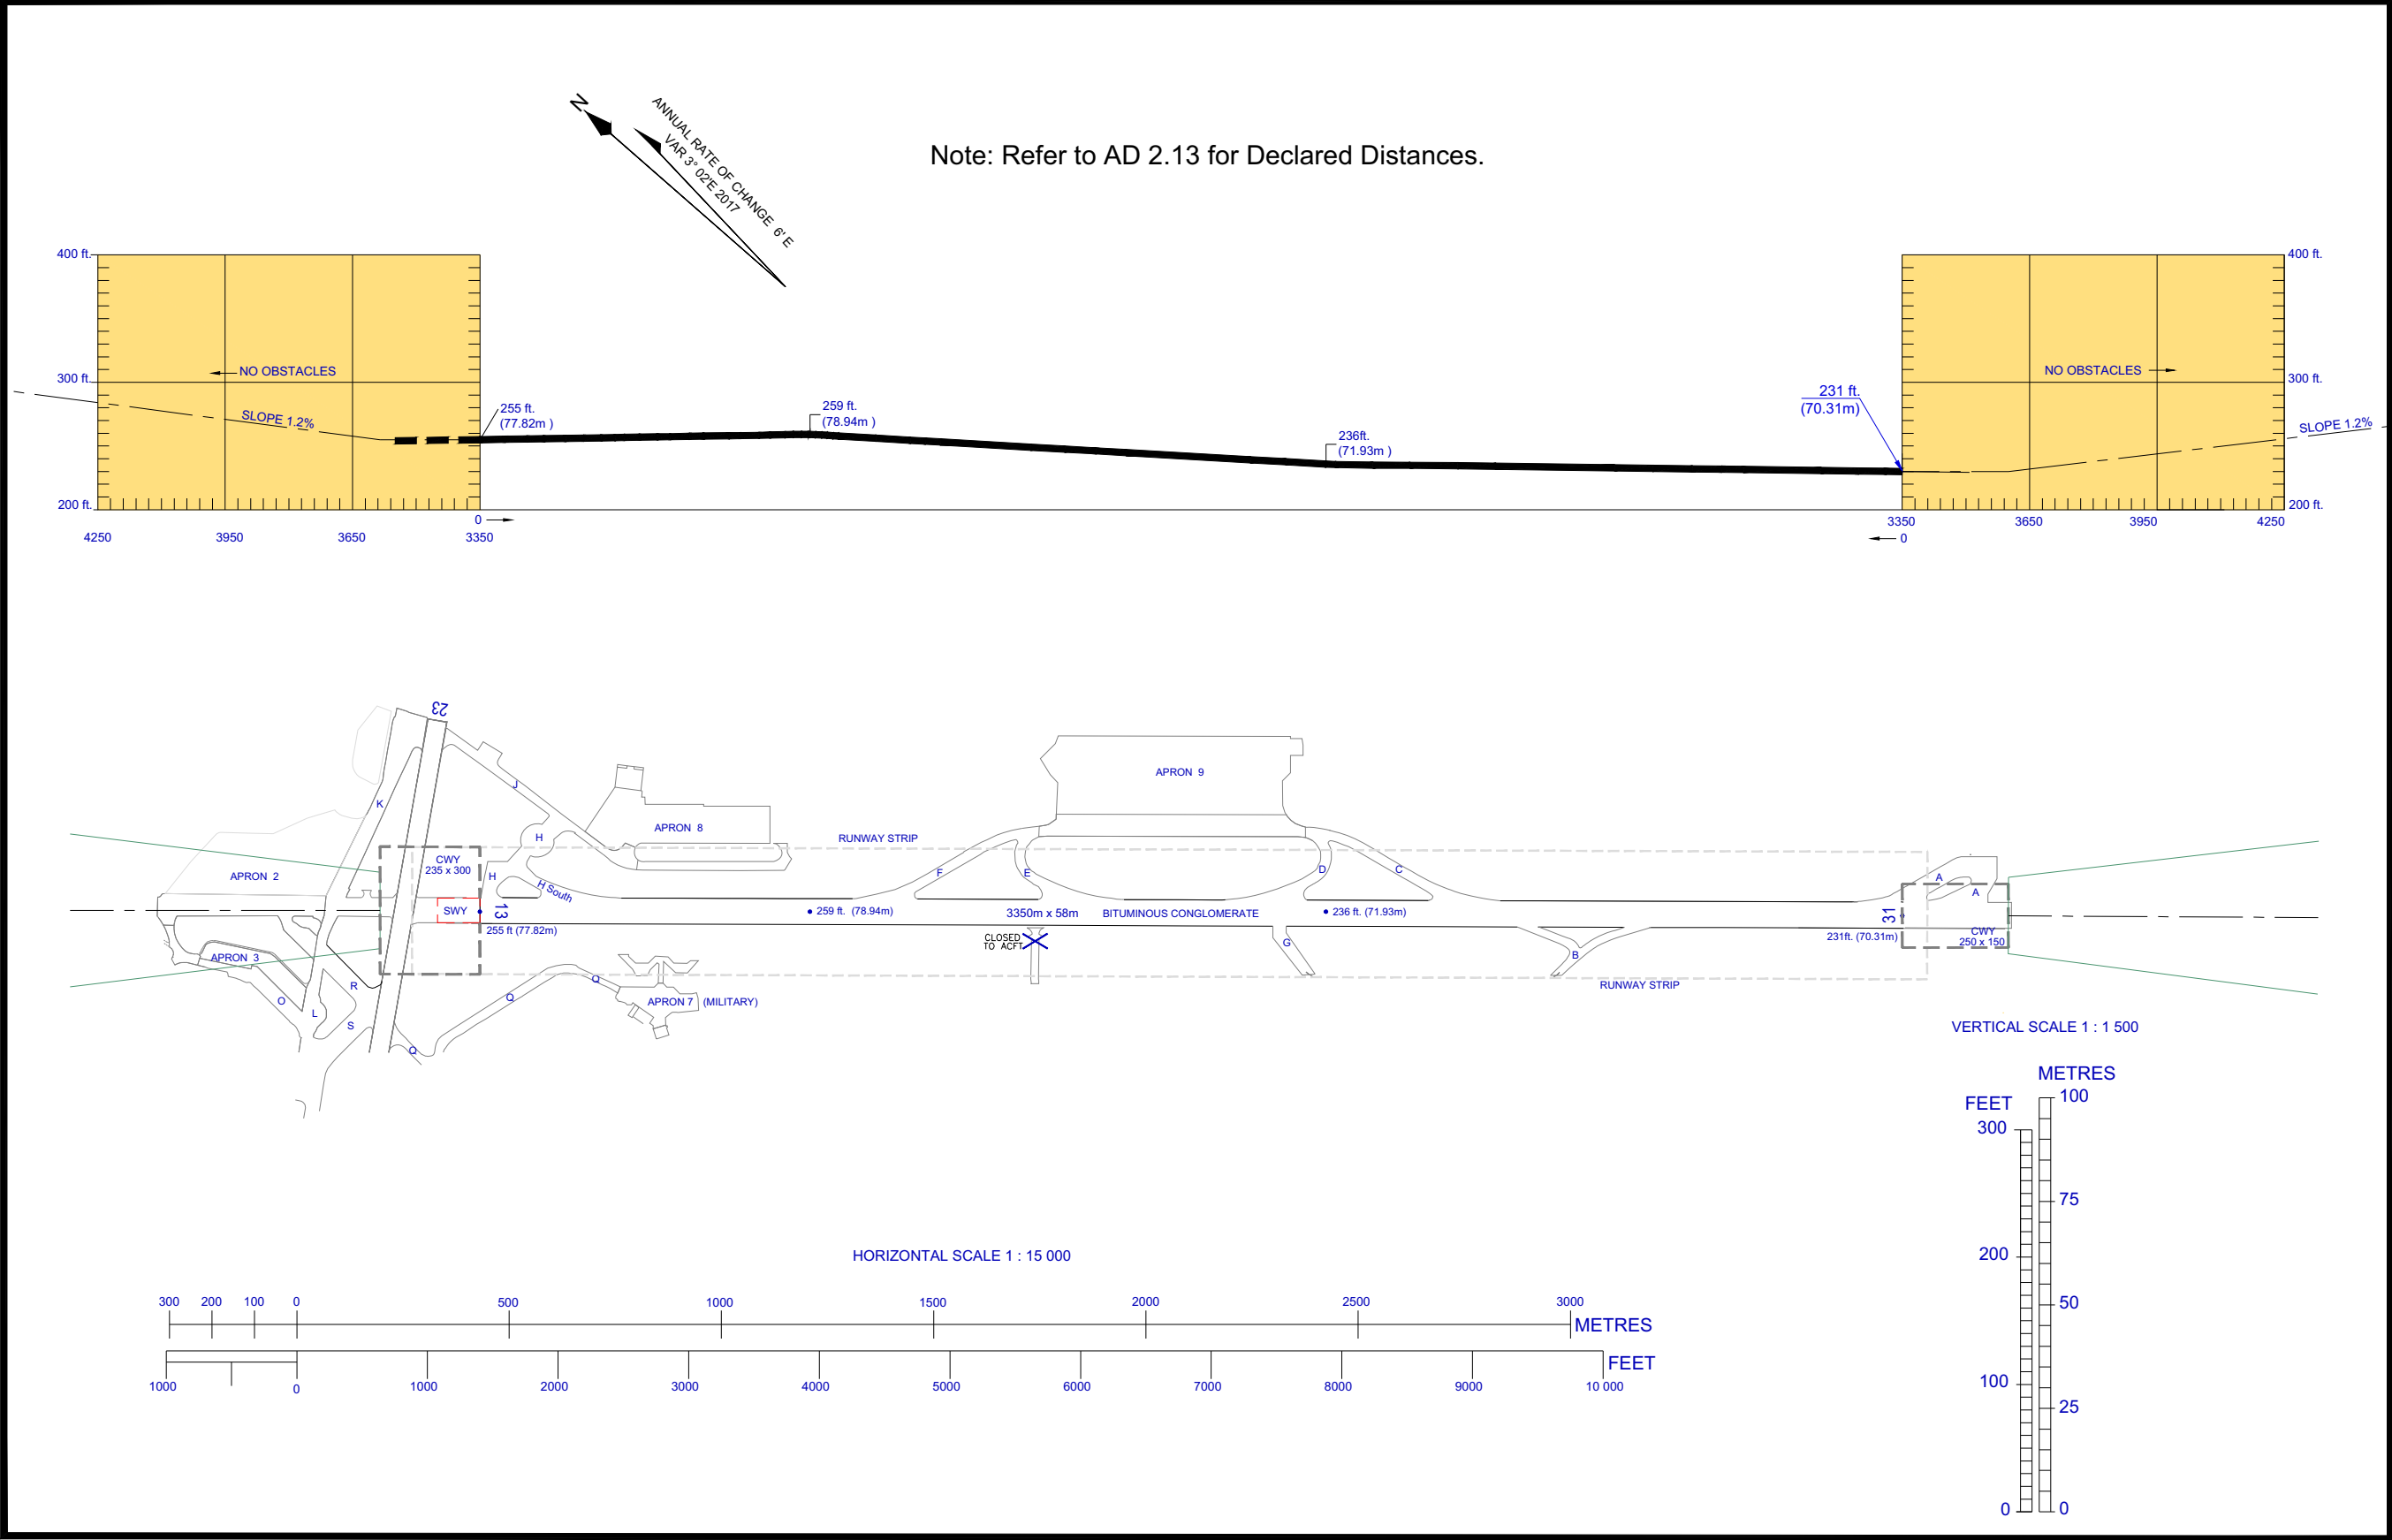 N
ANNUAL RATE OF CHANGE 6' E
VAR 3° 02'E 2017
Note: Refer to AD 2.13 for Declared Distances.
400 ft.
300 ft.
200 ft.
NO OBSTACLES
SLOPE 1.2%
255 ft.
(77.82m )
259 ft.
(78.94m )
236ft.
(71.93m )
231 ft.
(70.31m)
NO OBSTACLES
SLOPE 1.2%
400 ft.
300 ft.
200 ft.
0
4250
3950
3650
3350
3350
3650
3950
4250
0
23
K
J
H
H
H South
APRON 8
RUNWAY STRIP
APRON 9
CWY
235 x 300
APRON 2
SWY
13
255 ft (77.82m)
F
E
D
C
A
A
259 ft. (78.94m)
3350m x 58m
BITUMINOUS CONGLOMERATE
236 ft. (71.93m)
31
231ft. (70.31m)
CWY
250 x 150
CLOSED
TO ACFT
G
B
APRON 3
O
L
R
S
Q
Q
Q
APRON 7 (MILITARY)
RUNWAY STRIP
VERTICAL SCALE 1 : 1 500
METRES
FEET
100
75
50
25
0
300
200
100
0
HORIZONTAL SCALE 1 : 15 000
300 200 100 0 500 1000 1500 2000 2500 3000
METRES
FEET
1000 0 1000 2000 3000 4000 5000 6000 7000 8000 9000 10 000